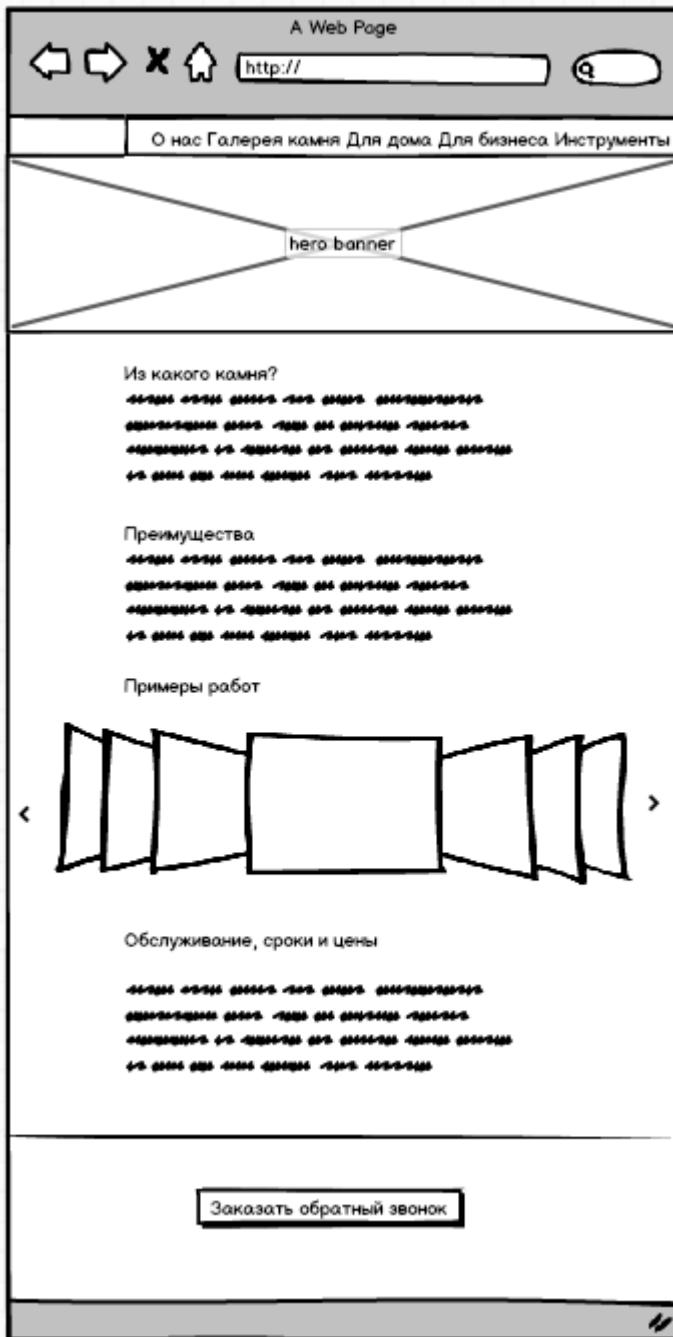 A Web Page
http://
О нас Галерея камня Для дома Для бизнеса Инструменты
hero banner
Из какого камня?
Преимущества
Примеры работ
Обслуживание, сроки и цены
Заказать обратный звонок